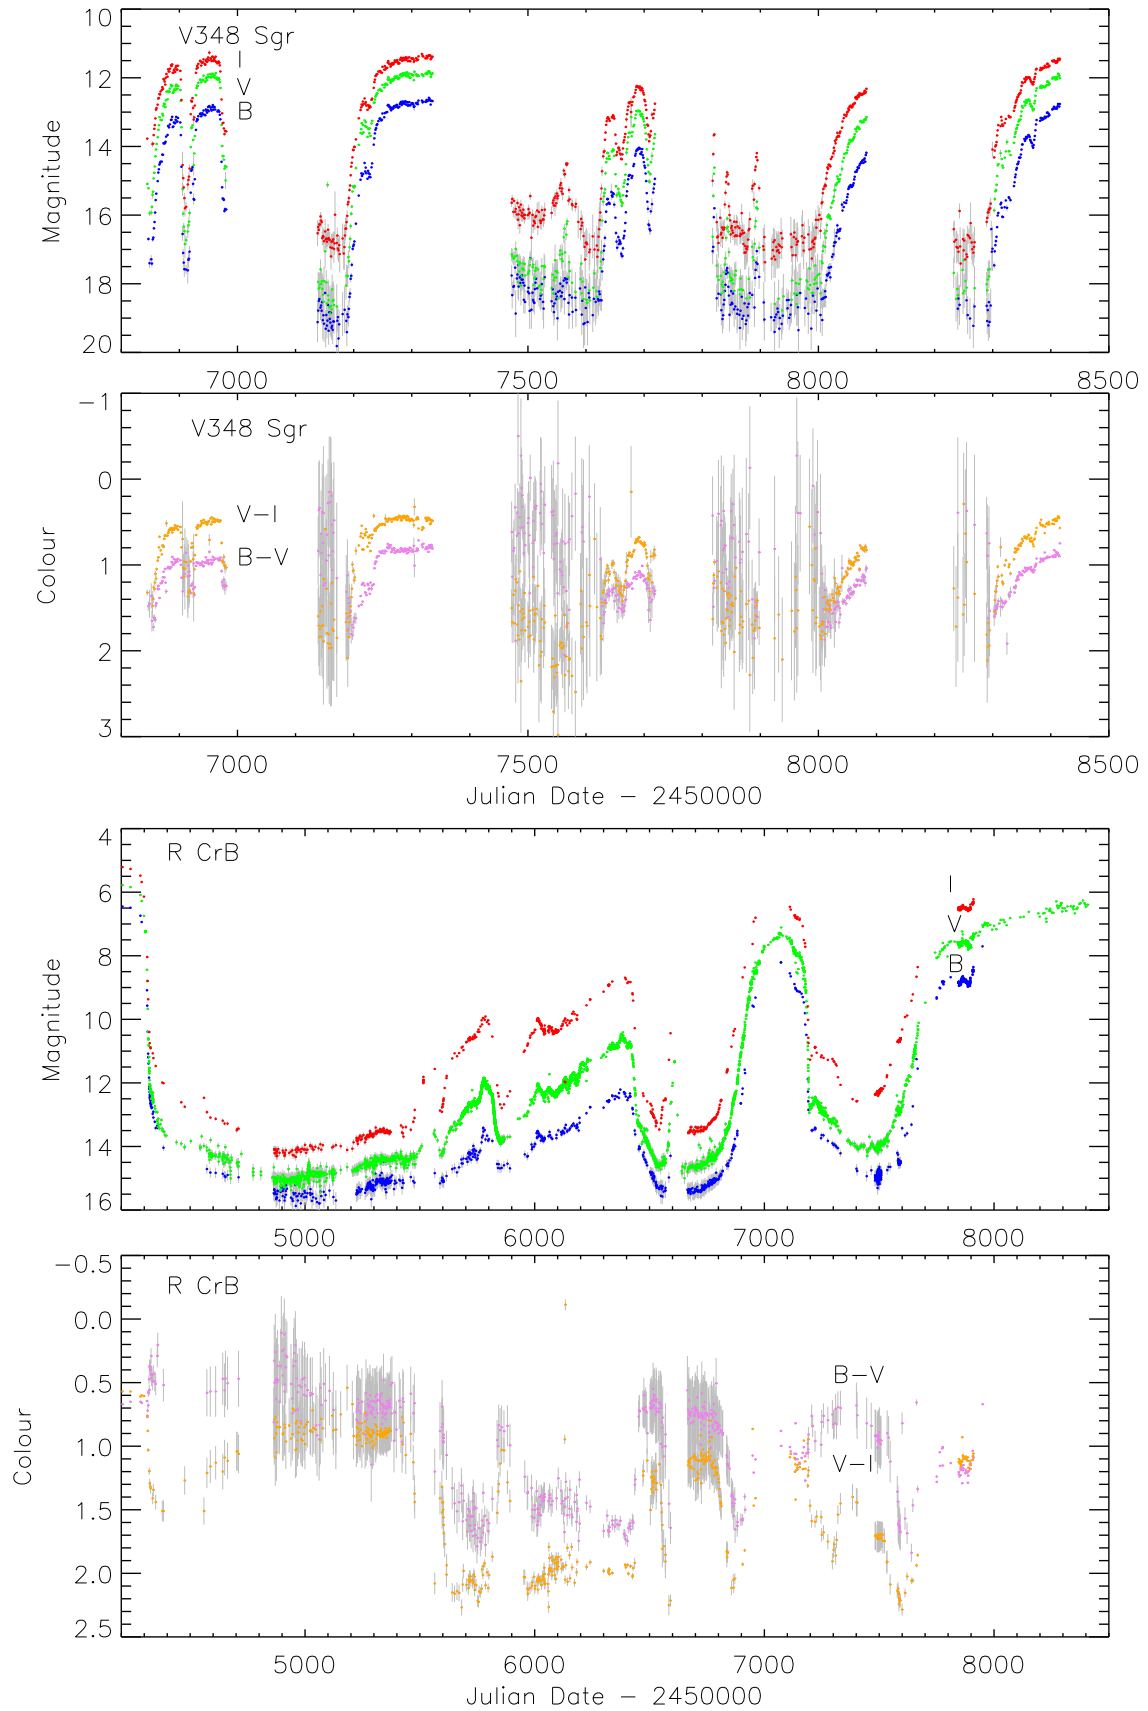 10
V348 Sgr
I
12
V
B
14
Magnitude
16
18
20
7000 7500 8000 8500
−1
V348 Sgr
0
V−I
B−V
Colour
1
2
3
7000 7500 8000 8500
Julian Date − 2450000
4
R CrB
I
6
V
8
B
Magnitude
10
12
14
16
5000 6000 7000 8000
−0.5
R CrB
0.0
B−V
0.5
1.0
V−I
Colour
1.5
2.0
2.5
5000 6000 7000 8000
Julian Date − 2450000